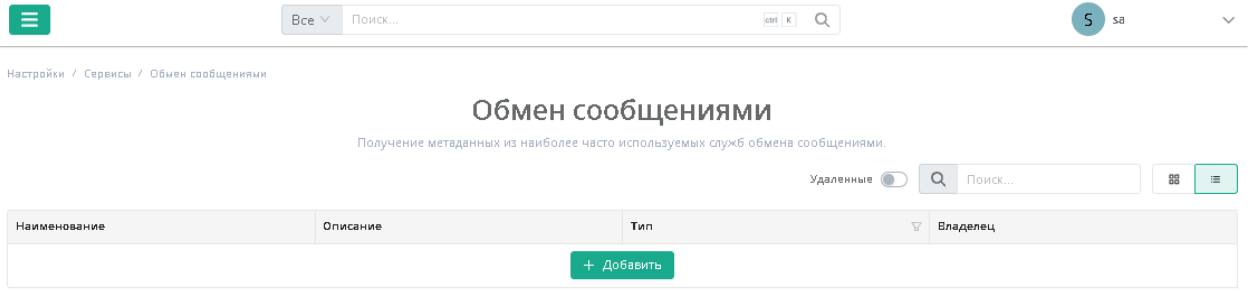 Все Поиск... ctrl K S sa
Настройки / Сервисы / Обмен сообщениями
Обмен сообщениями
Получение метаданных из наиболее часто используемых служб обмена сообщениями.
Удаленные Поиск...
Наименование Описание Тип Владелец
+ Добавить